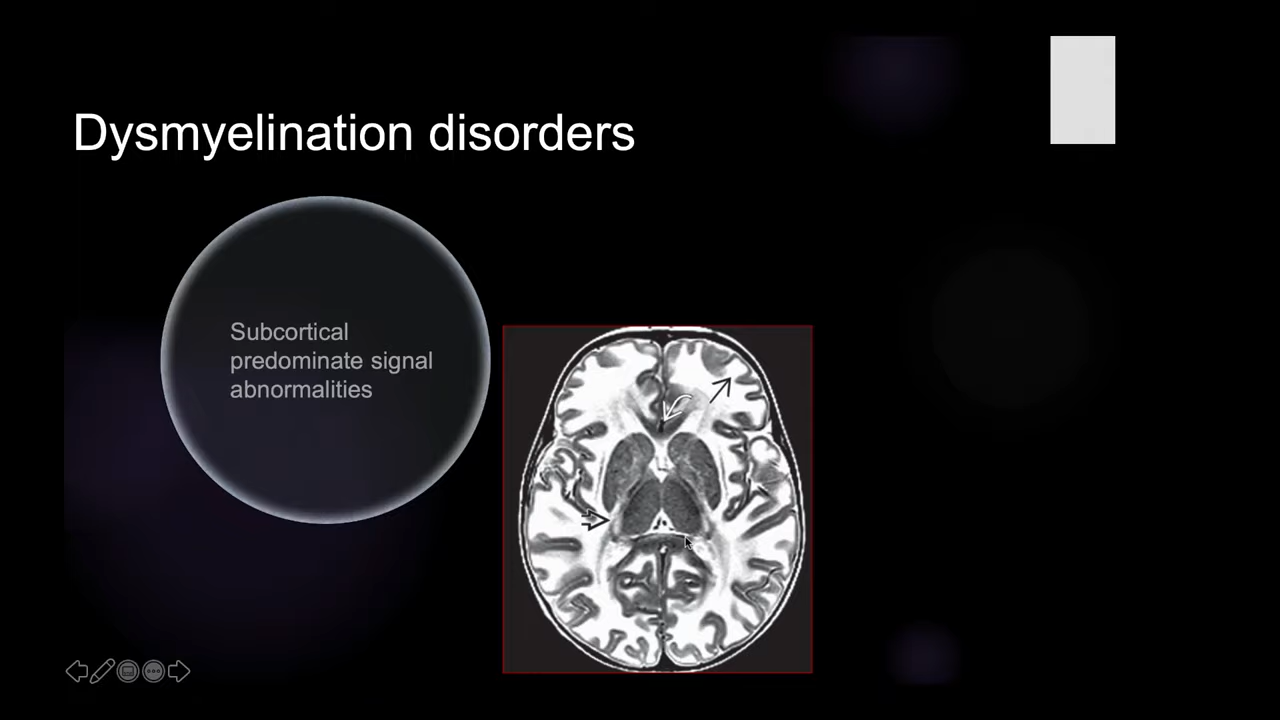 Dysmyelination disorders
Subcortical
predominate signal
abnormalities